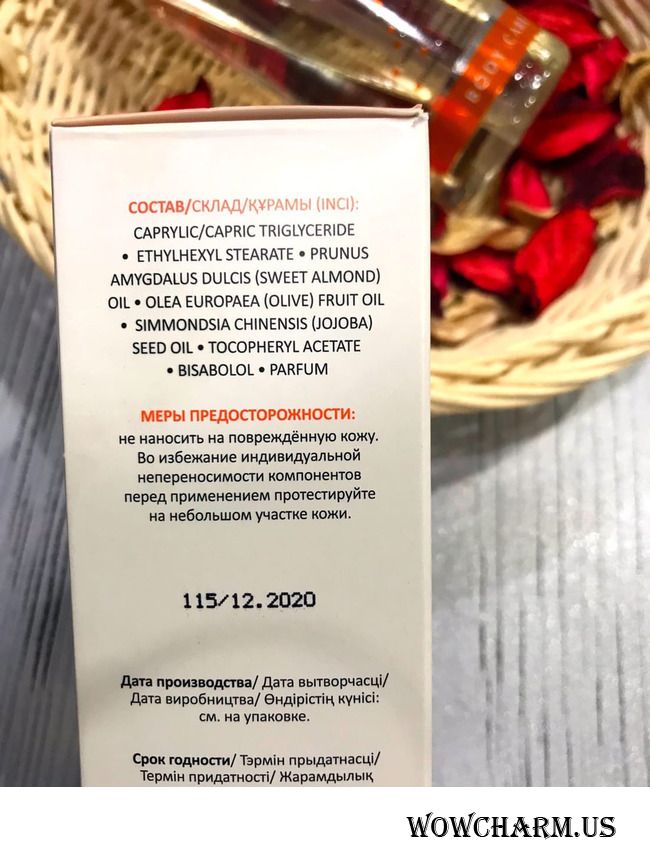 BODY CARE
СОСТАВ/СКЛАД/ҚҰРАМЫ (INCI):
CAPRYLIC/CAPRIC TRIGLYCERIDE
• ETHYLHEXYL STEARATE • PRUNUS
AMYGDALUS DULCIS (SWEET ALMOND)
OIL • OLEA EUROPAEA (OLIVE) FRUIT OIL
• SIMMONDSIA CHINENSIS (JOJOBA)
SEED OIL • TOCOPHERYL ACETATE
• BISABOLOL • PARFUM
МЕРЫ ПРЕДОСТОРОЖНОСТИ:
не наносить на повреждённую кожу.
Во избежание индивидуальной
непереносимости компонентов
перед применением протестируйте
на небольшом участке кожи.
115/12.2020
Дата производства/ Дата вытворчасці/
Дата виробництва/ Өндірістің күнісі:
см. на упаковке.
Срок годности/ Тэрмін прыдатнасці/
Термін придатності/ Жарамдылық
WOWCHARM.US